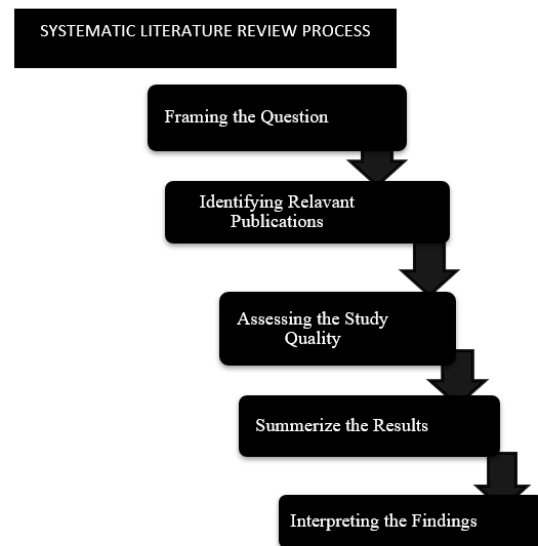 SYSTEMATIC LITERATURE REVIEW PROCESS
Framing the Question
Identifying Relavant
Publications
Assessing the Study
Quality
Summerize the Results
Interpreting the Findings